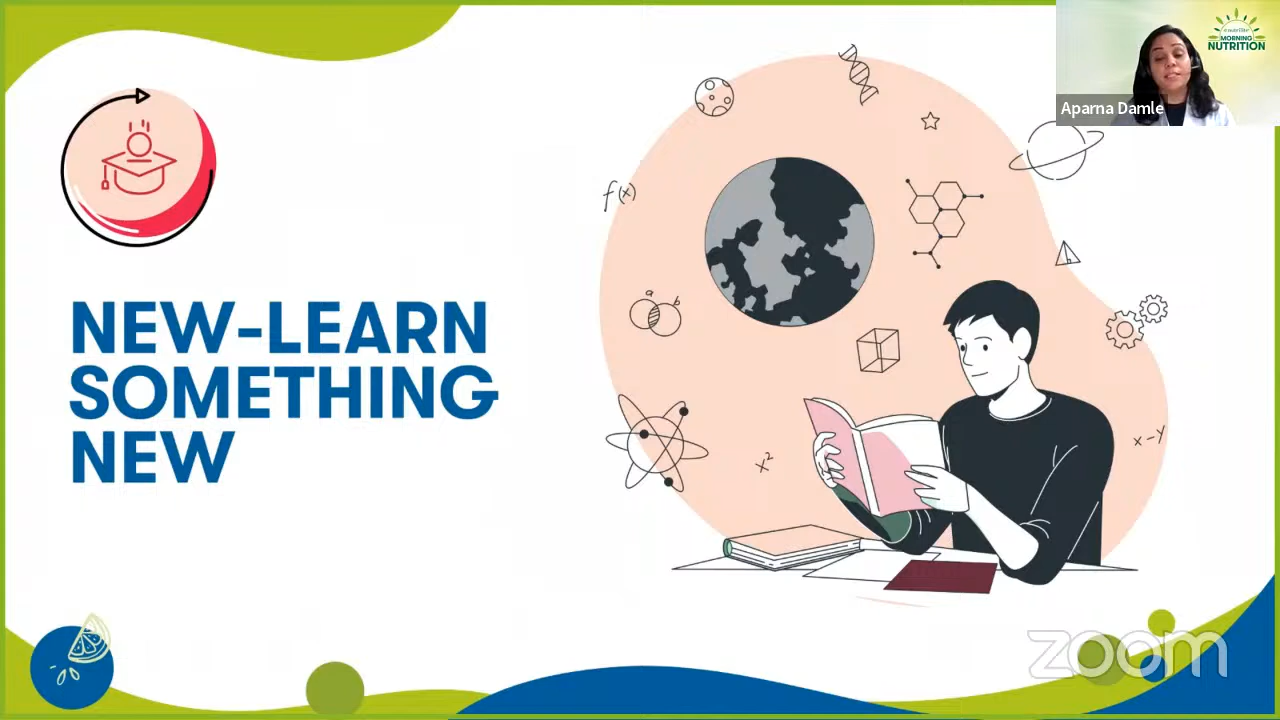 NEW-LEARN
SOMETHING
NEW
f(x)
a
b
x²
x-y
Aparna Damle
MORNING
NUTRITION
zoom